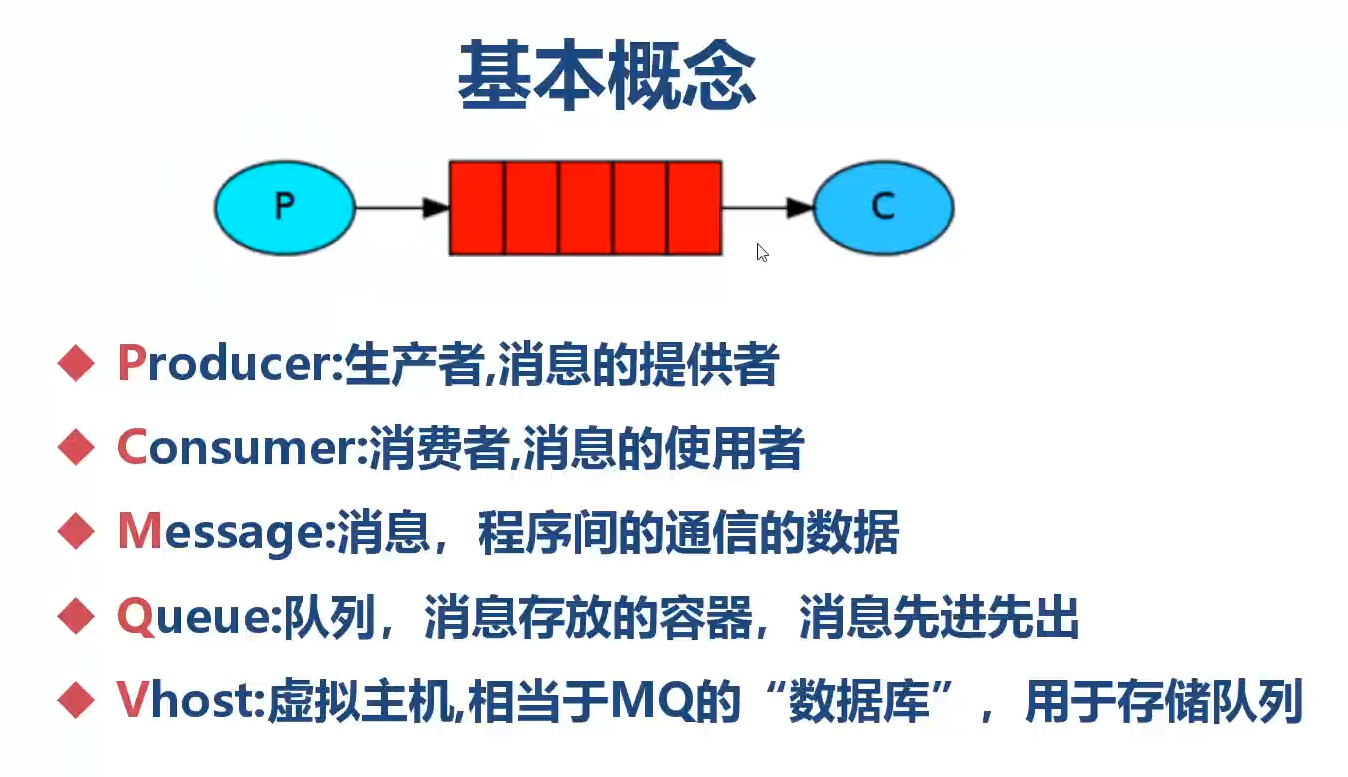 基本概念
P
C
Producer:生产者,消息的提供者
Consumer:消费者,消息的使用者
Message:消息，程序间的通信的数据
Queue:队列，消息存放的容器，消息先进先出
Vhost:虚拟主机,相当于MQ的“数据库”，用于存储队列